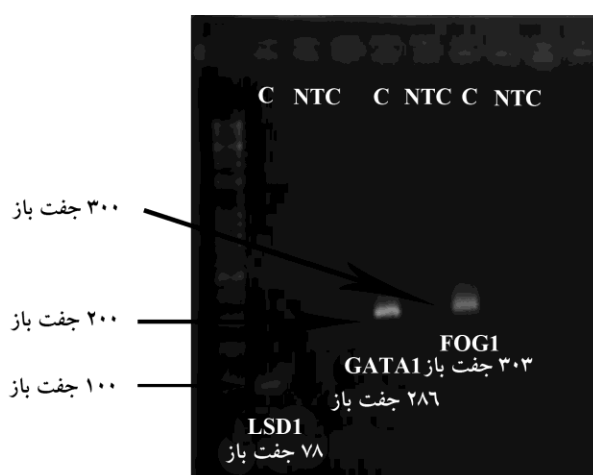 C NTC C NTC C NTC
۳۰۰ جفت باز
۲۰۰ جفت باز
۱۰۰ جفت باز
FOG1
۳۰۳ جفت باز
GATA1
۲۸٦ جفت باز
LSD1
۷۸ جفت باز